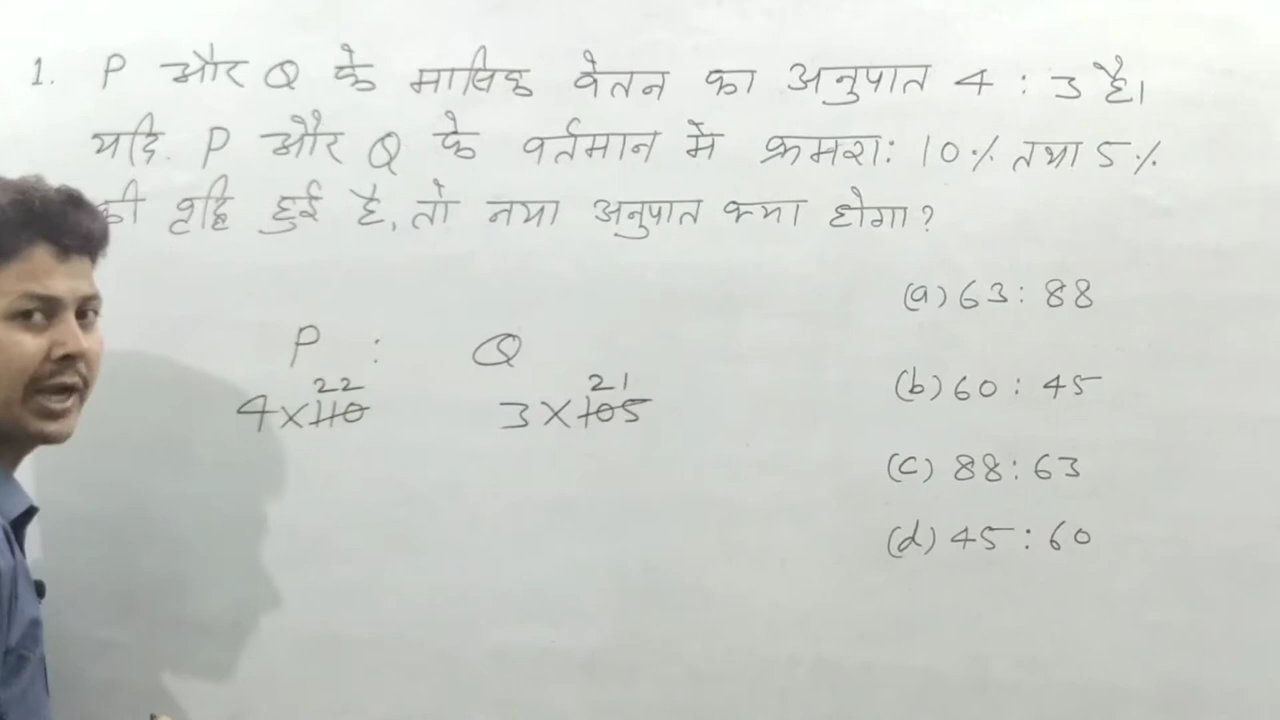 1. P और Q के मासिक वेतन का अनुपात 4 : 3 है।
यदि P और Q के वर्तमान में क्रमश: 10% तथा 5%
की वृद्धि हुई है, तो नया अनुपात क्या होगा?
(a) 63 : 88
P : Q
22 21
4×110 3×105
(b) 60 : 45
(c) 88 : 63
(d) 45 : 60